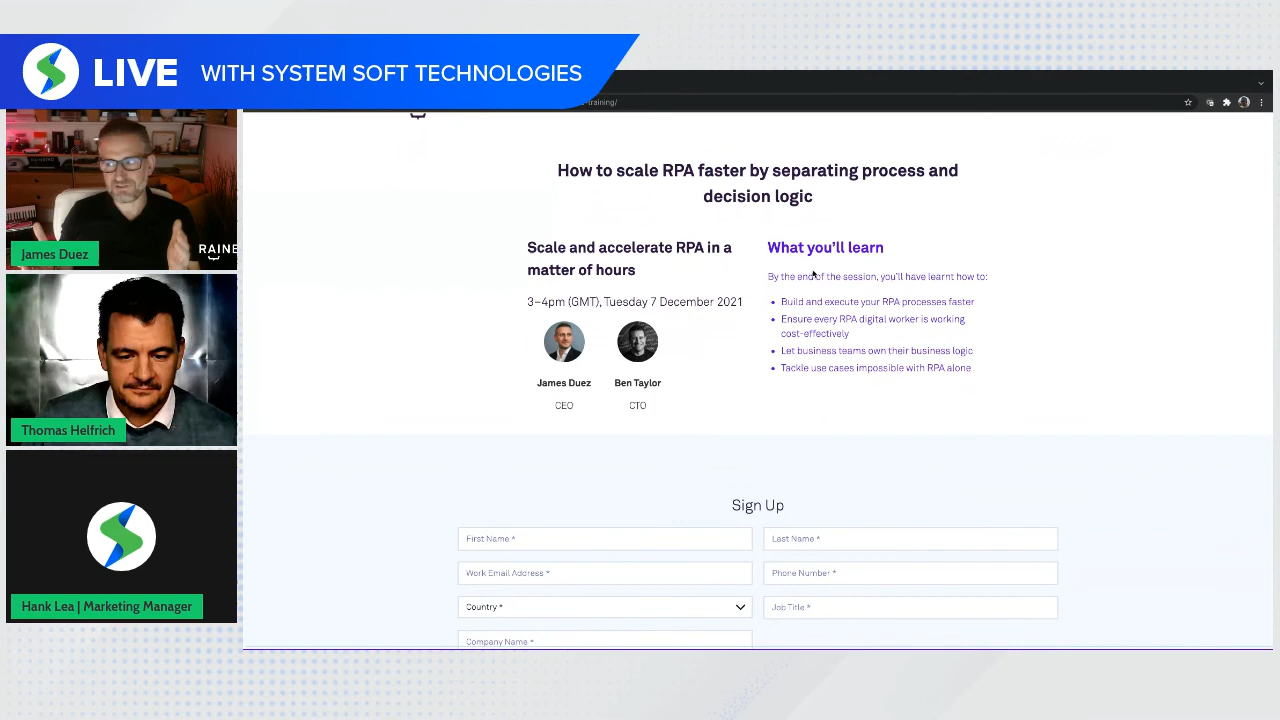 LIVE WITH SYSTEM SOFT TECHNOLOGIES
-training/
How to scale RPA faster by separating process and
decision logic
Scale and accelerate RPA in a
matter of hours
3–4pm (GMT), Tuesday 7 December 2021
James Duez
Ben Taylor
CEO
CTO
What you'll learn
By the end of the session, you'll have learnt how to:
• Build and execute your RPA processes faster
• Ensure every RPA digital worker is working
cost-effectively
• Let business teams own their business logic
• Tackle use cases impossible with RPA alone
Sign Up
First Name *
Last Name *
Work Email Address *
Phone Number *
Country *
Job Title *
Company Name *
RAINB
James Duez
Thomas Helfrich
Hank Lea | Marketing Manager